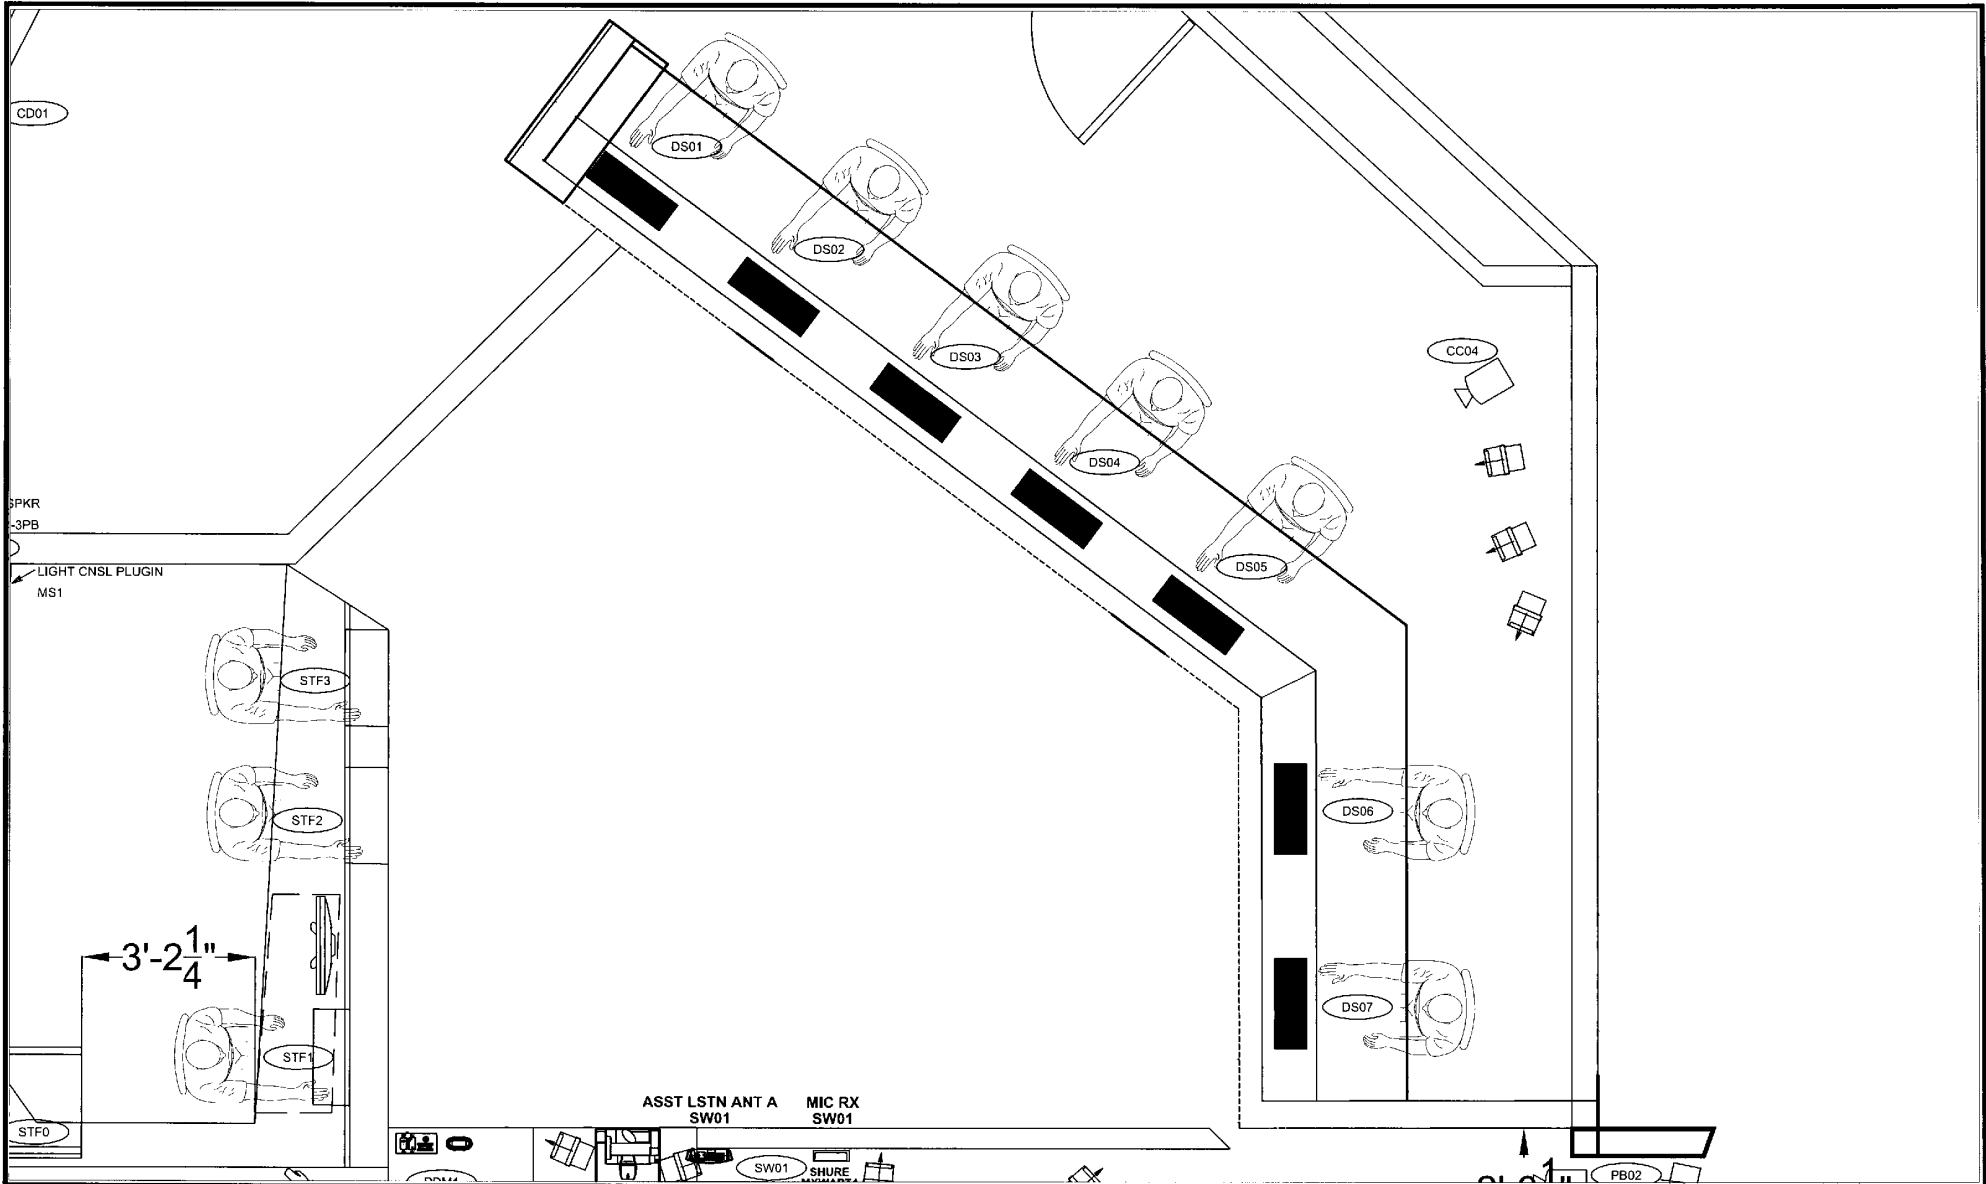 CD01
DS01
DS02
DS03
CC04
DS04
SPKR
-3PB
DS05
LIGHT CNSL PLUGIN
MS1
STF3
DS06
STF2
3'-2 1/4"
DS07
STF1
ASST LSTN ANT A
SW01
MIC RX
SW01
STF0
SW01
SHURE
PB02